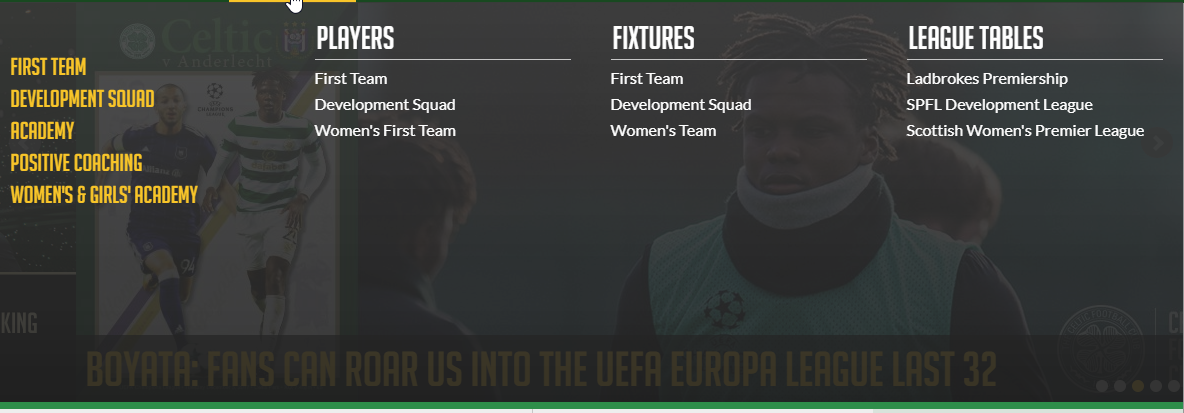 FIRST TEAM
DEVELOPMENT SQUAD
ACADEMY
POSITIVE COACHING
WOMEN'S & GIRLS' ACADEMY
PLAYERS
First Team
Development Squad
Women's First Team
FIXTURES
First Team
Development Squad
Women's Team
LEAGUE TABLES
Ladbrokes Premiership
SPFL Development League
Scottish Women's Premier League
Celtic
v Anderlecht
KING
BOYATA: FANS CAN ROAR US INTO THE UEFA EUROPA LEAGUE LAST 32